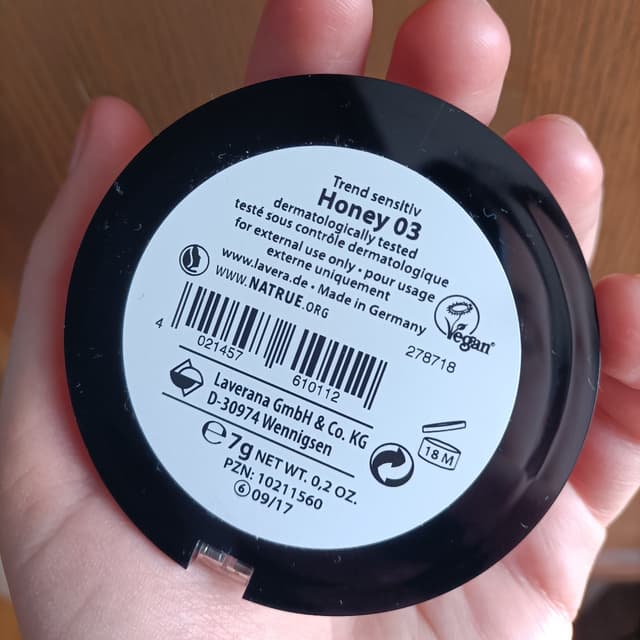 Trend sensitiv
Honey 03
dermatologically tested
testé sous contrôle dermatologique
for external use only • pour usage
externe uniquement
www.lavera.de • Made in Germany
WWW.NATRUE.ORG
Vegan®
278718
4 021457 610112
Laverana GmbH & Co. KG
D-30974 Wennigsen
18 M
℮ 7g NET WT. 0,2 OZ.
PZN: 10211560
⑥ 09/17